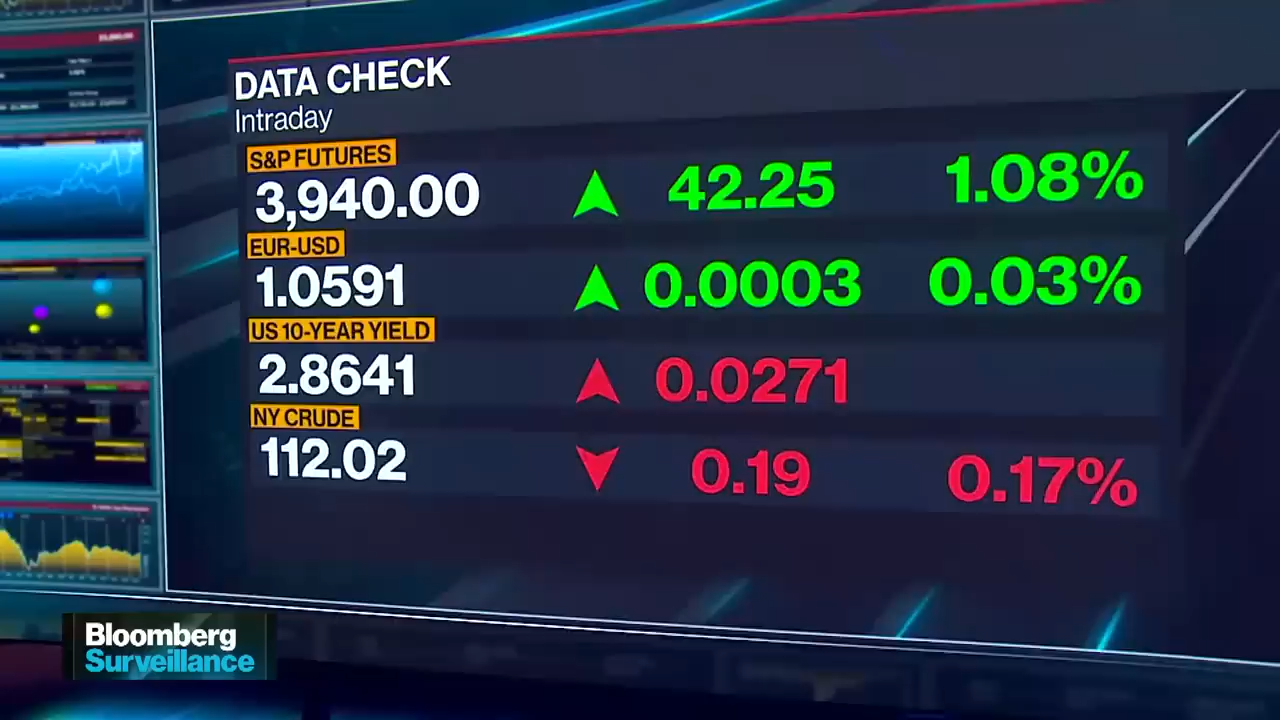 DATA CHECK
Intraday
S&P FUTURES
3,940.00 42.25 1.08%
EUR-USD
1.0591 0.0003 0.03%
US 10-YEAR YIELD
2.8641 0.0271
NY CRUDE
112.02 0.19 0.17%
Bloomberg
Surveillance